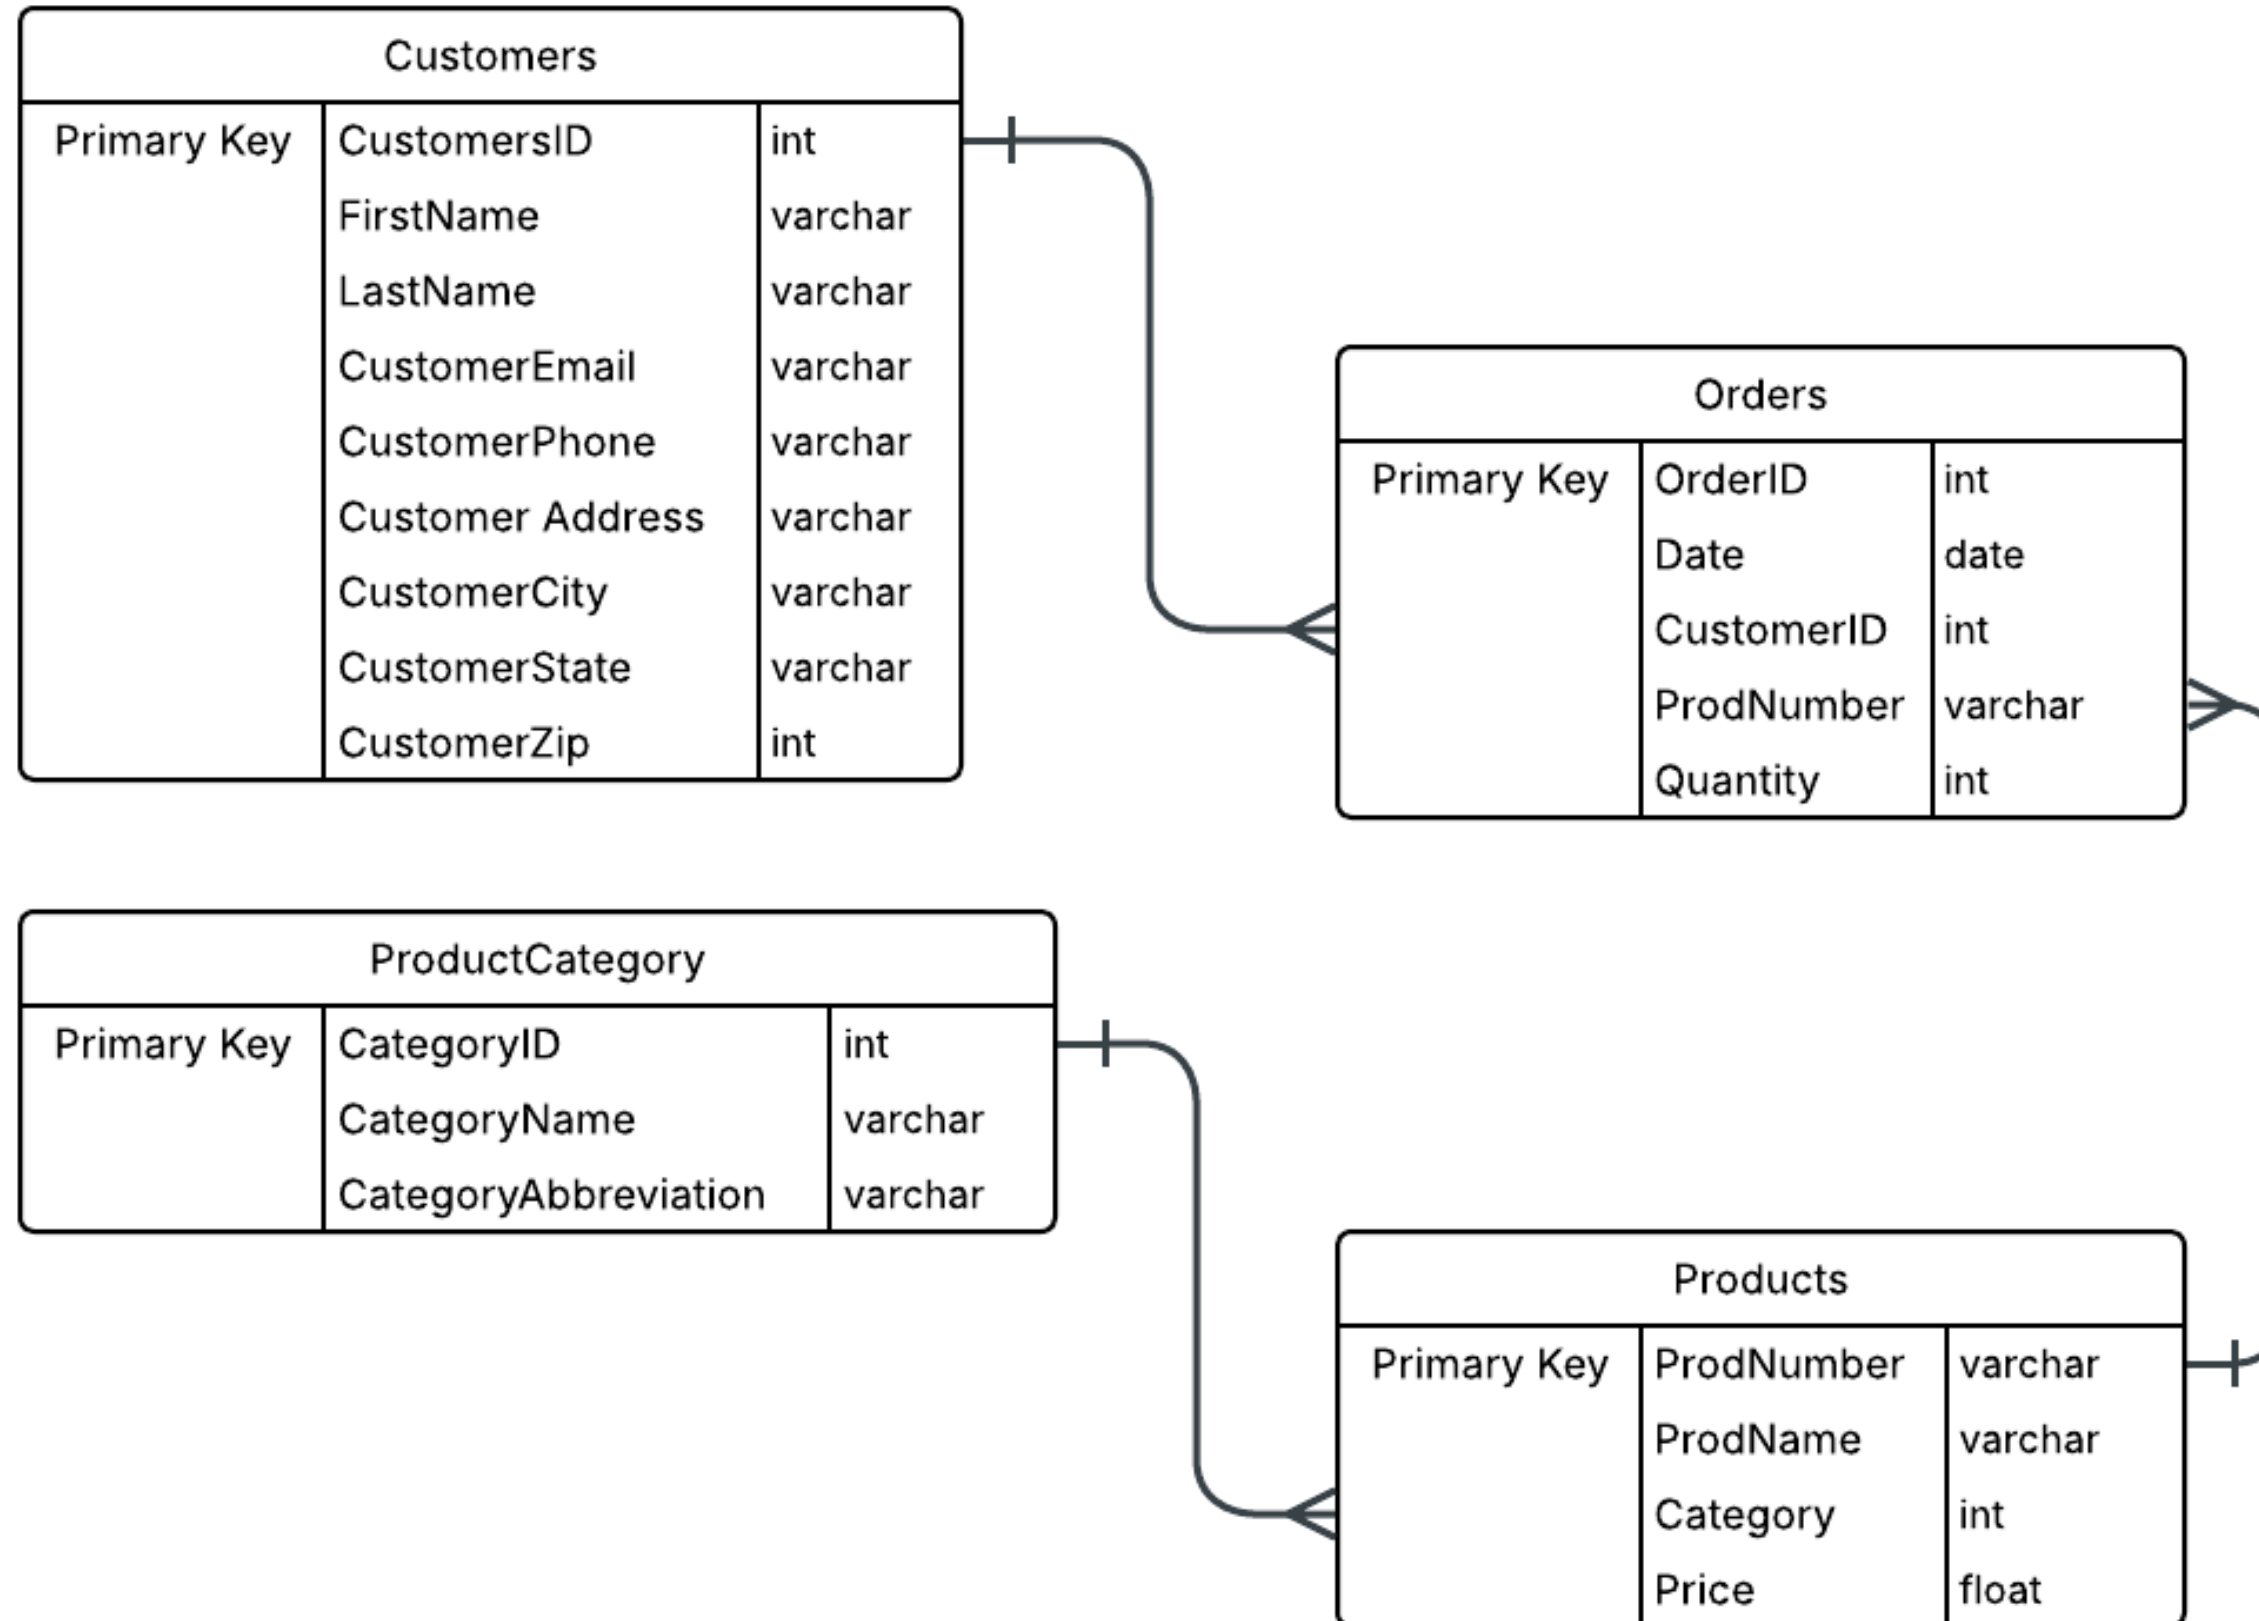 Customers
Primary Key CustomersID int
FirstName varchar
LastName varchar
CustomerEmail varchar
CustomerPhone varchar
Customer Address varchar
CustomerCity varchar
CustomerState varchar
CustomerZip int
Orders
Primary Key OrderID int
Date date
CustomerID int
ProdNumber varchar
Quantity int
ProductCategory
Primary Key CategoryID int
CategoryName varchar
CategoryAbbreviation varchar
Products
Primary Key ProdNumber varchar
ProdName varchar
Category int
Price float